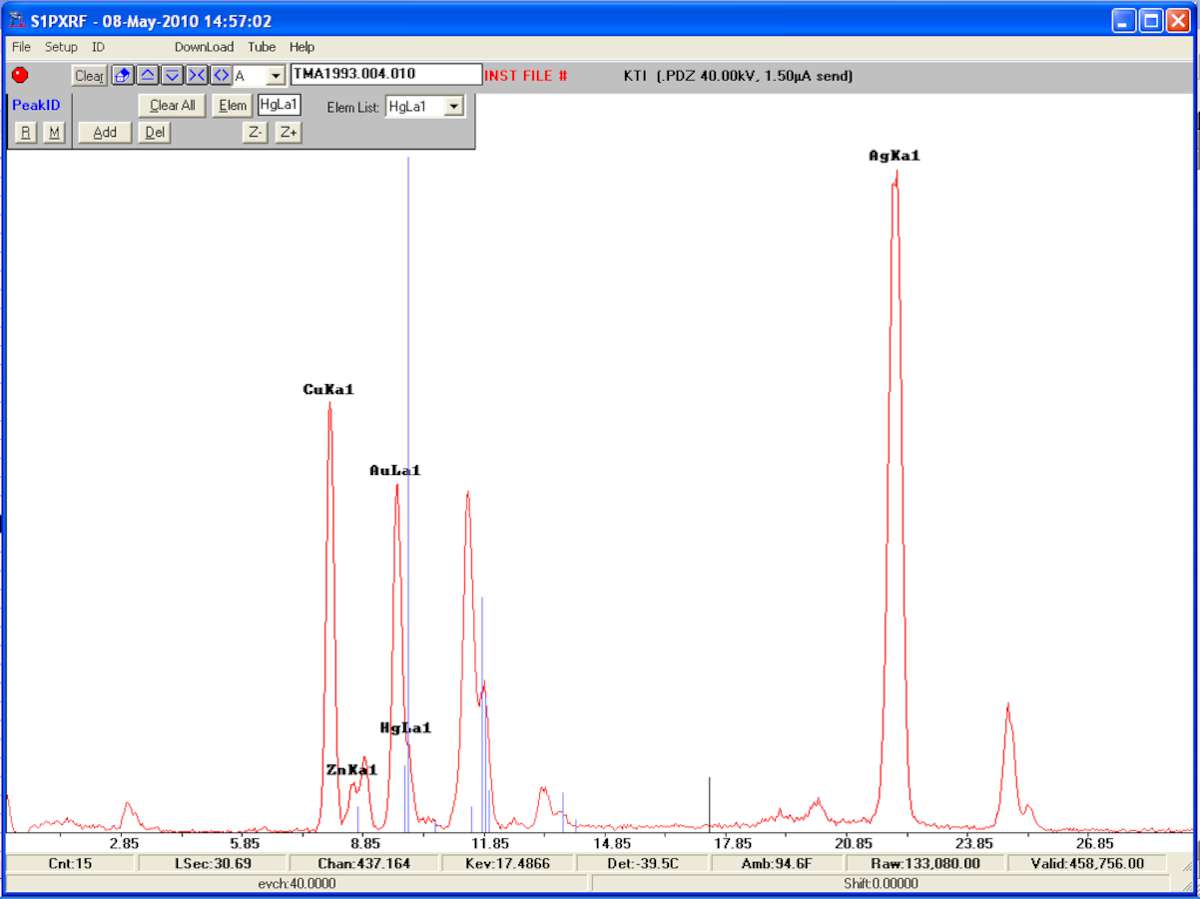 S1PXRF - 08-May-2010 14:57:02
File Setup ID DownLoad Tube Help
Clear A TMA1993.004.010 INST FILE # KTI (.PDZ 40.00kV, 1.50µA send)
PeakID Clear All Elem HgLa1 Elem List: HgLa1
R M Add Del Z- Z+
AgKa1
CuKa1
AuLa1
HgLa1
ZnKa1
2.85 5.85 8.85 11.85 14.85 17.85 20.85 23.85 26.85
Cnt:15 LSec:30.69 Chan:437.164 Kev:17.4866 Det:-39.5C Amb:94.6F Raw:133,080.00 Valid:458,756.00
evch:40.0000 Shift:0.00000